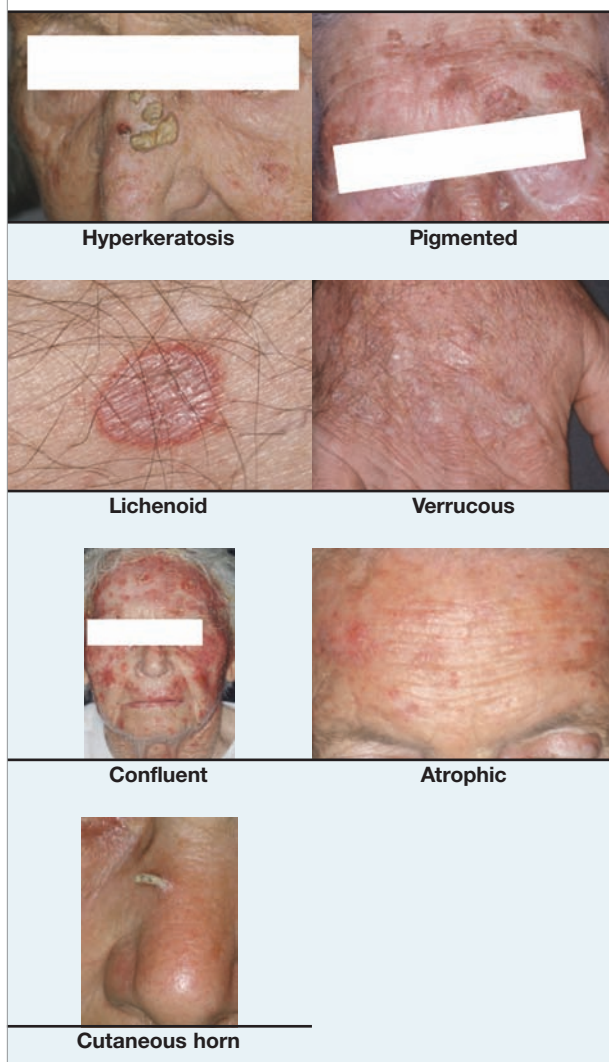 Hyperkeratosis
Pigmented
Lichenoid
Verrucous
Confluent
Atrophic
Cutaneous horn